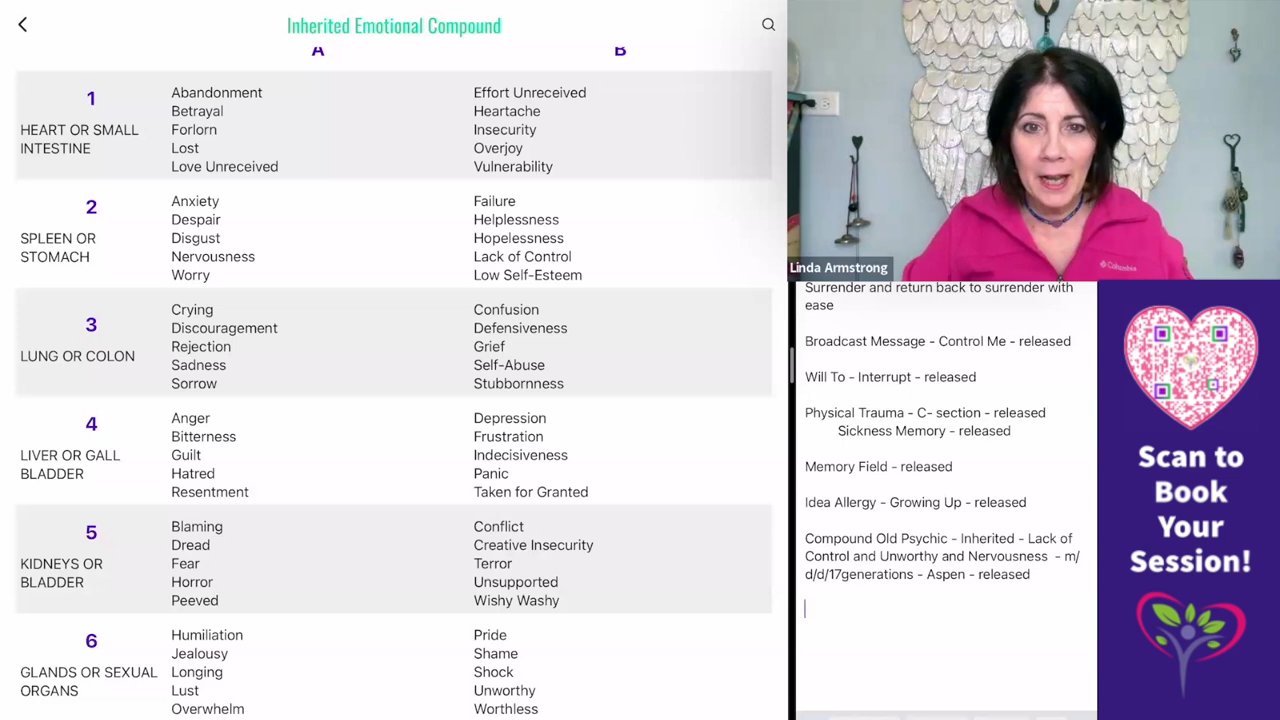 Inherited Emotional Compound
A B
1
HEART OR SMALL
INTESTINE
Abandonment
Betrayal
Forlorn
Lost
Love Unreceived
Effort Unreceived
Heartache
Insecurity
Overjoy
Vulnerability
2
SPLEEN OR
STOMACH
Anxiety
Despair
Disgust
Nervousness
Worry
Failure
Helplessness
Hopelessness
Lack of Control
Low Self-Esteem
3
LUNG OR COLON
Crying
Discouragement
Rejection
Sadness
Sorrow
Confusion
Defensiveness
Grief
Self-Abuse
Stubbornness
4
LIVER OR GALL
BLADDER
Anger
Bitterness
Guilt
Hatred
Resentment
Depression
Frustration
Indecisiveness
Panic
Taken for Granted
5
KIDNEYS OR
BLADDER
Blaming
Dread
Fear
Horror
Peeved
Conflict
Creative Insecurity
Terror
Unsupported
Wishy Washy
6
GLANDS OR SEXUAL
ORGANS
Humiliation
Jealousy
Longing
Lust
Overwhelm
Pride
Shame
Shock
Unworthy
Worthless
Columbia
Linda Armstrong
Surrender and return back to surrender with
ease
Broadcast Message - Control Me - released
Will To - Interrupt - released
Physical Trauma - C- section - released
Sickness Memory - released
Memory Field - released
Idea Allergy - Growing Up - released
Compound Old Psychic - Inherited - Lack of
Control and Unworthy and Nervousness - m/
d/d/17generations - Aspen - released
Scan to
Book
Your
Session!